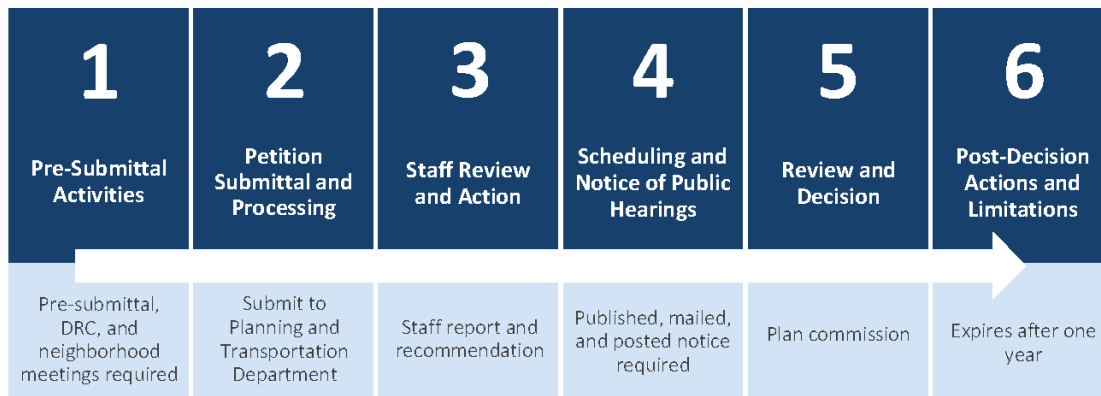 1
Pre-Submittal
Activities
Pre-submittal,
DRC, and
neighborhood
meetings required
2
Petition
Submittal and
Processing
Submit to
Planning and
Transportation
Department
3
Staff Review
and Action
Staff report and
recommendation
4
Scheduling and
Notice of Public
Hearings
Published, mailed,
and posted notice
required
5
Review and
Decision
Plan commission
6
Post-Decision
Actions and
Limitations
Expires after one
year